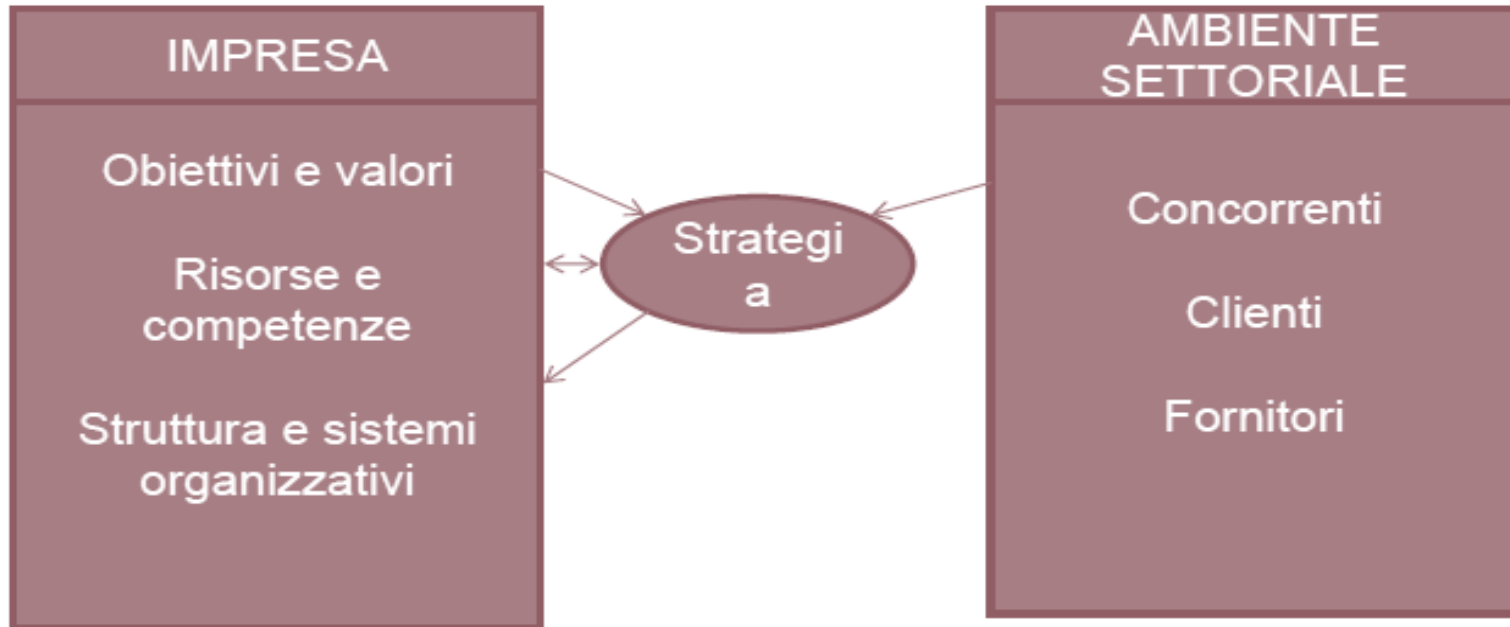 IMPRESA
Obiettivi e valori
Risorse e
competenze
Struttura e sistemi
organizzativi
Strategi
a
AMBIENTE
SETTORIALE
Concorrenti
Clienti
Fornitori